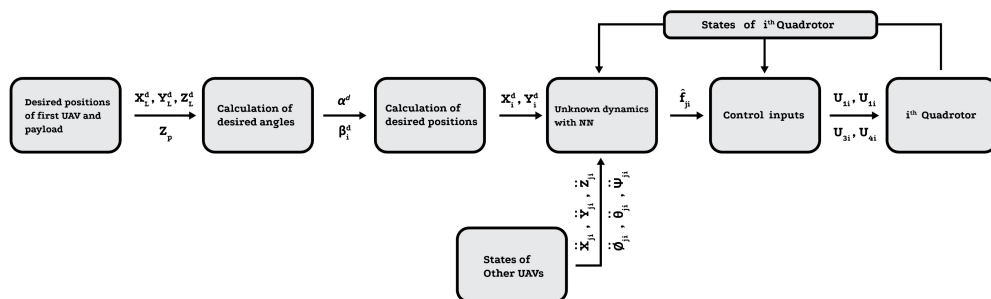 States of iᵗʰ Quadrotor
Desired positions
of first UAV and
payload
X_L^d, Y_L^d, Z_L^d
Z_p
Calculation of
desired angles
α^d
β_i^d
Calculation of
desired positions
X_i^d, Y_i^d
Unknown dynamics
with NN
f̂_ji
Control inputs
U_1i, U_1i
U_3i, U_4i
iᵗʰ Quadrotor
Ẍ_ji, Ÿ_ji, Z̈_ji
Ø̈_ji, θ̈_ji, Ψ̈_ji
States of
Other UAVs